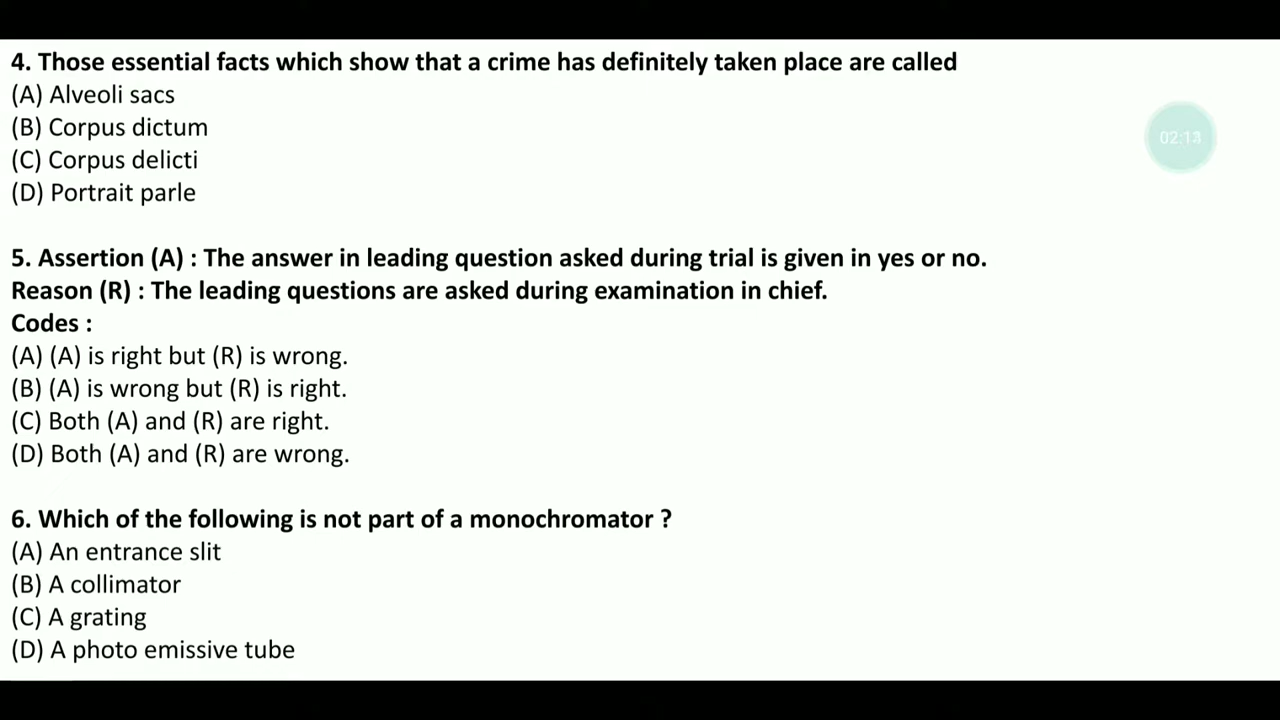 4. Those essential facts which show that a crime has definitely taken place are called
(A) Alveoli sacs
(B) Corpus dictum
(C) Corpus delicti
(D) Portrait parle
02:13
5. Assertion (A) : The answer in leading question asked during trial is given in yes or no.
Reason (R) : The leading questions are asked during examination in chief.
Codes :
(A) (A) is right but (R) is wrong.
(B) (A) is wrong but (R) is right.
(C) Both (A) and (R) are right.
(D) Both (A) and (R) are wrong.
6. Which of the following is not part of a monochromator ?
(A) An entrance slit
(B) A collimator
(C) A grating
(D) A photo emissive tube